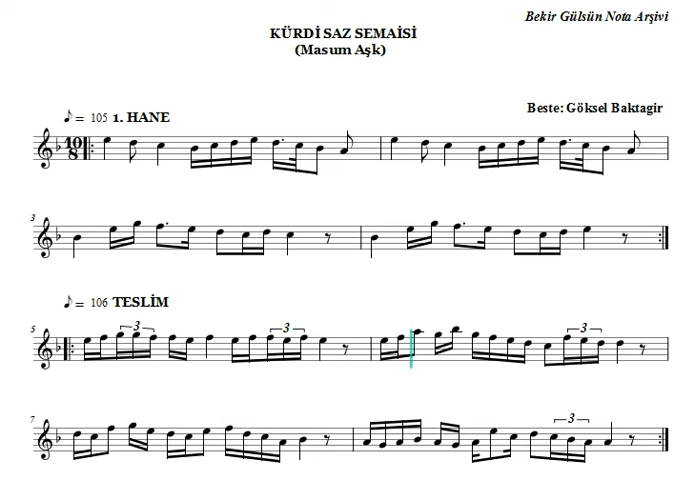 Bekir Gülsün Nota Arşivi
KÜRDİ SAZ SEMAİSİ
(Masum Aşk)
Beste: Göksel Baktagir
♪ = 105 1. HANE
10
8
3
♪ = 106 TESLİM
5 3 3 3
7 3